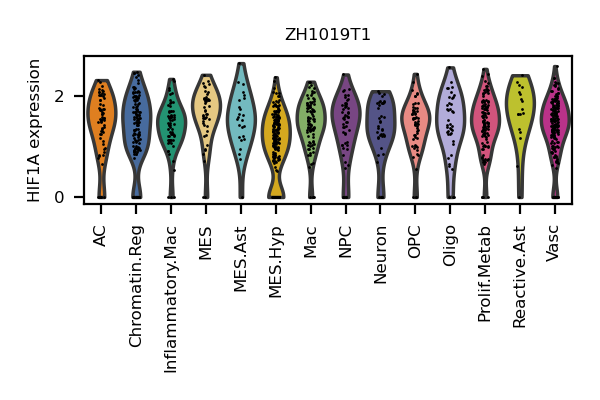 ZH1019T1
HIF1A expression
2
0
AC
Chromatin.Reg
Inflammatory.Mac
MES
MES.Ast
MES.Hyp
Mac
NPC
Neuron
OPC
Oligo
Prolif.Metab
Reactive.Ast
Vasc